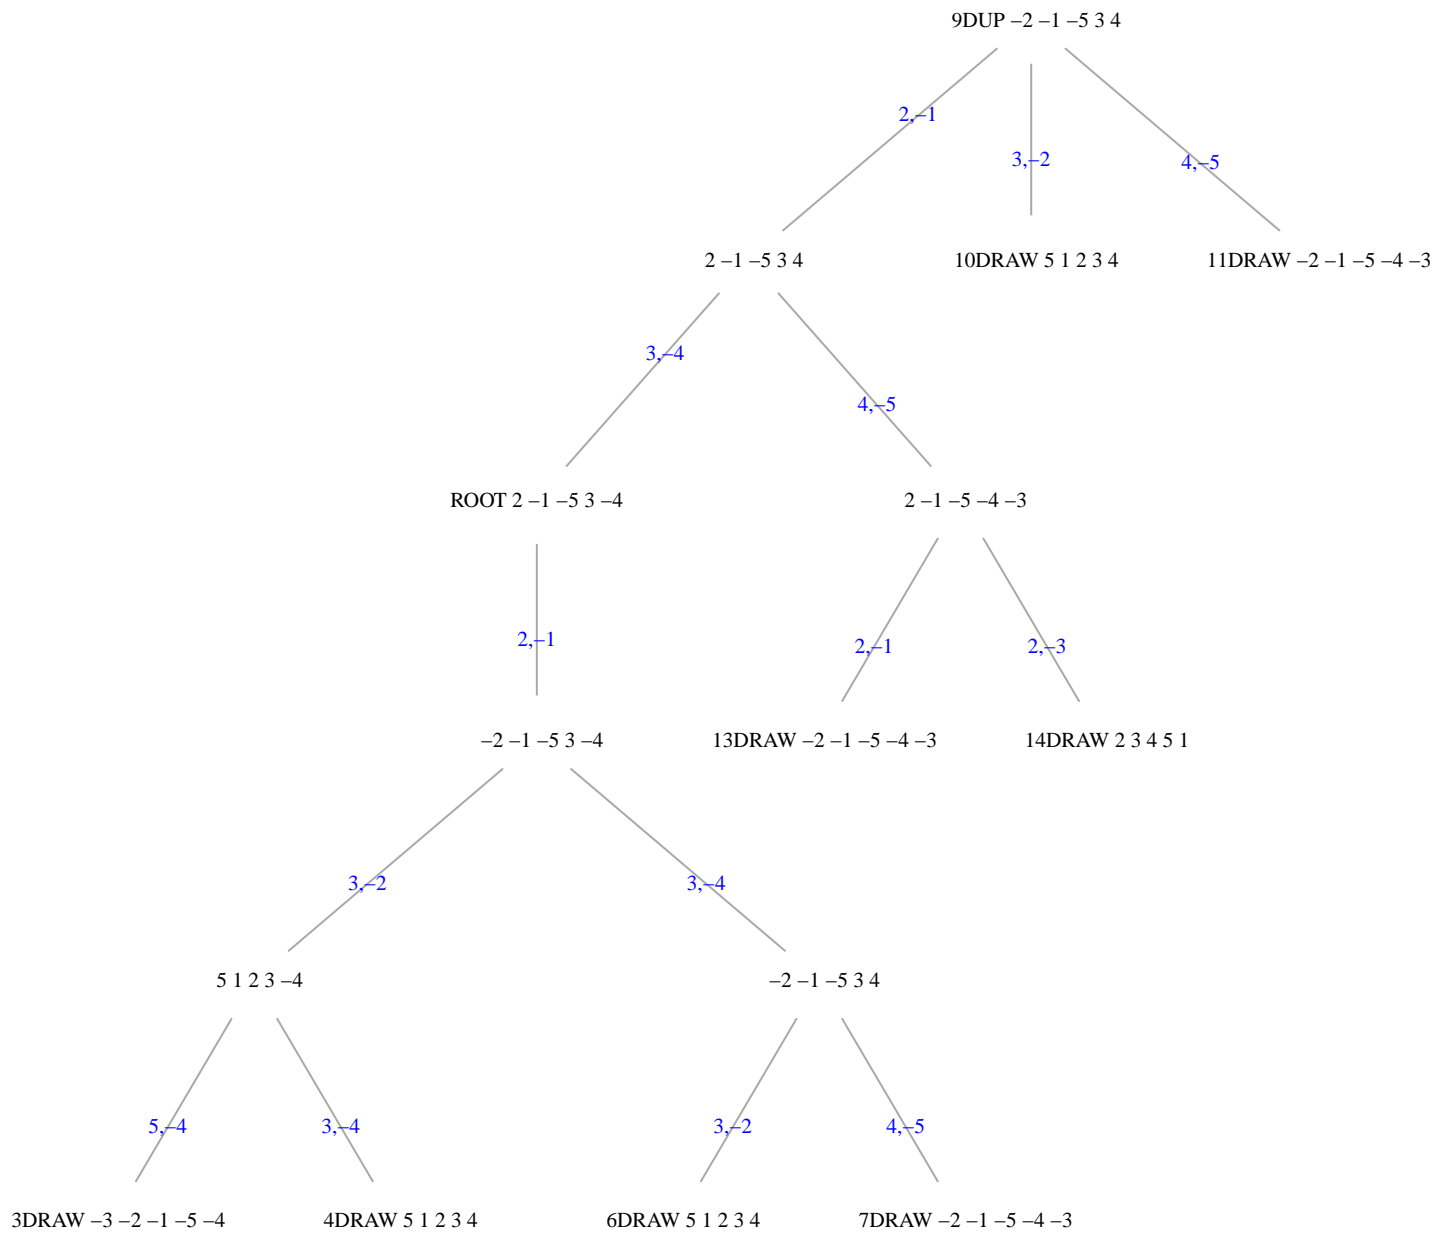 9DUP –2 –1 –5 3 4
2,–1
3,–2
4,–5
2 –1 –5 3 4
10DRAW 5 1 2 3 4
11DRAW –2 –1 –5 –4 –3
3,–4
4,–5
ROOT 2 –1 –5 3 –4
2 –1 –5 –4 –3
2,–1
2,–1
2,–3
–2 –1 –5 3 –4
13DRAW –2 –1 –5 –4 –3
14DRAW 2 3 4 5 1
3,–2
3,–4
5 1 2 3 –4
–2 –1 –5 3 4
5,–4
3,–4
3,–2
4,–5
3DRAW –3 –2 –1 –5 –4
4DRAW 5 1 2 3 4
6DRAW 5 1 2 3 4
7DRAW –2 –1 –5 –4 –3